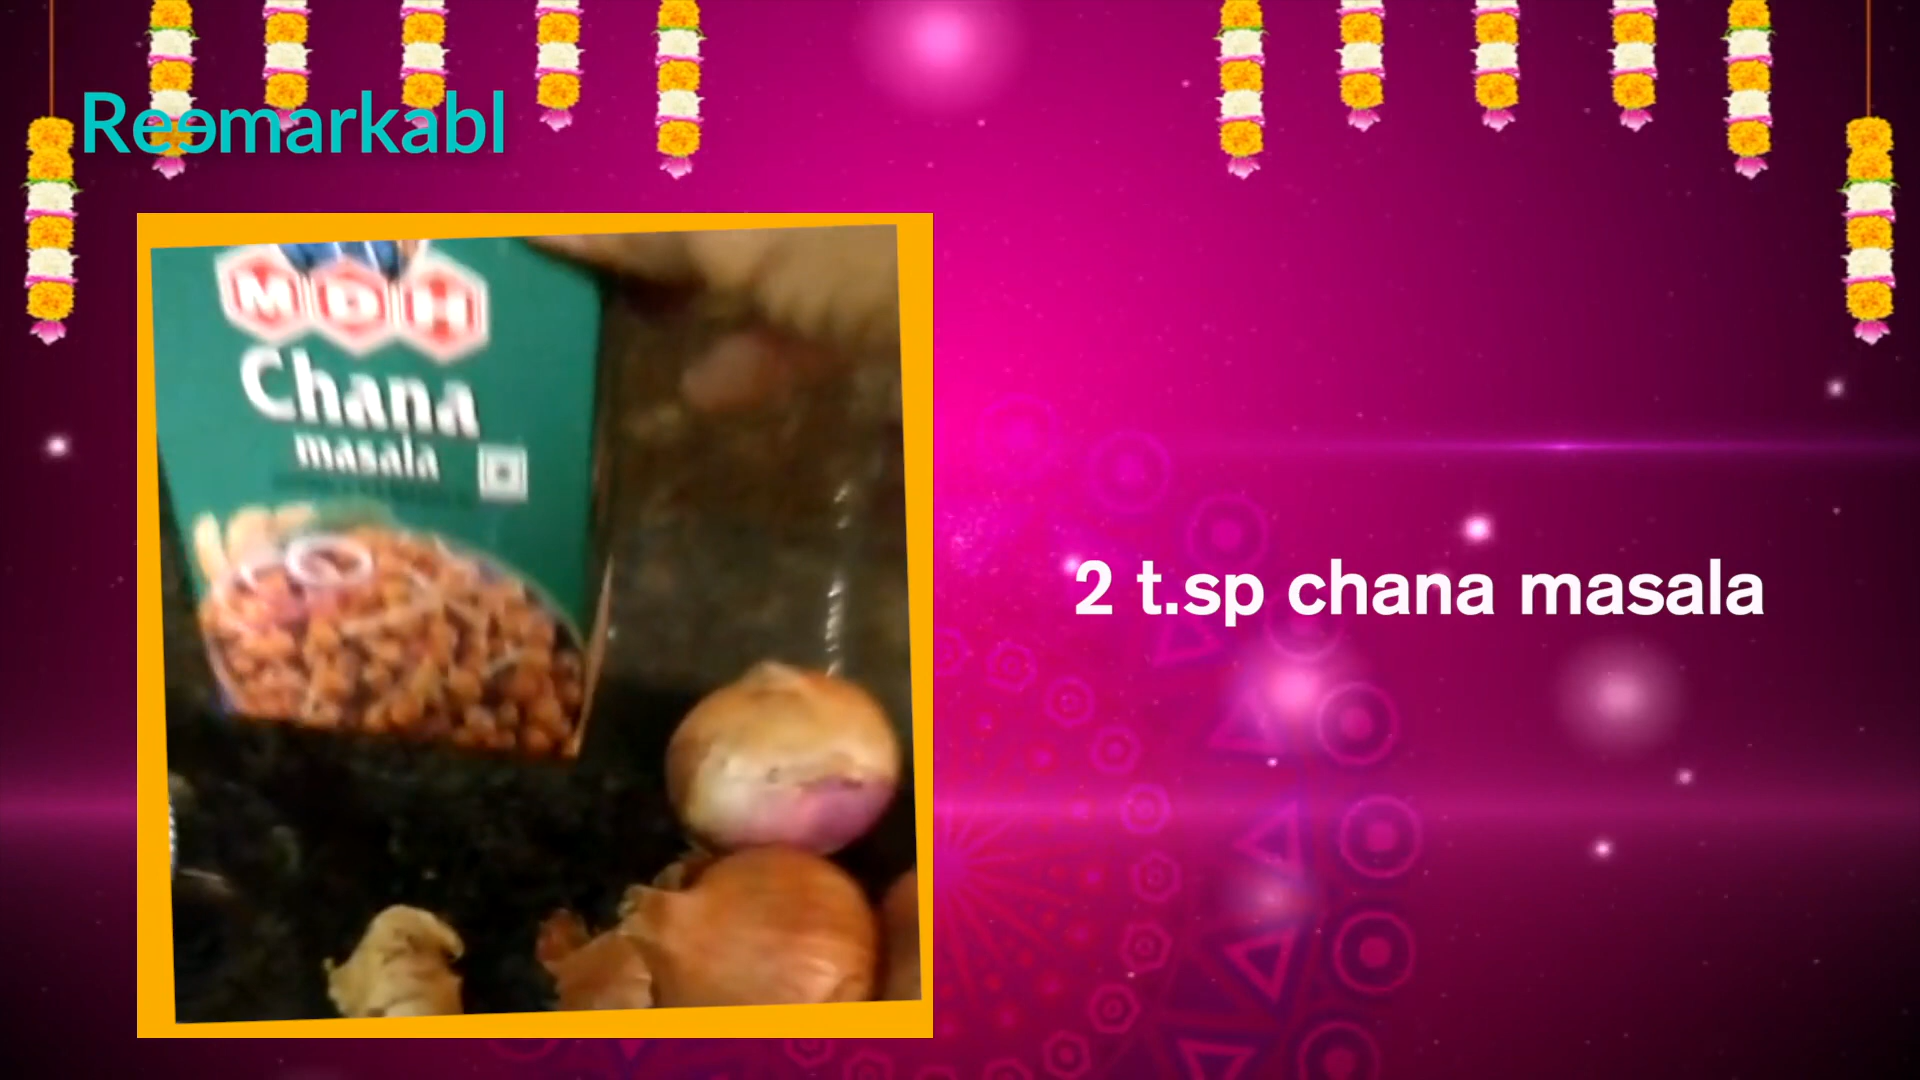 Reemarkabl
MDH
Chana
masala
2 t.sp chana masala